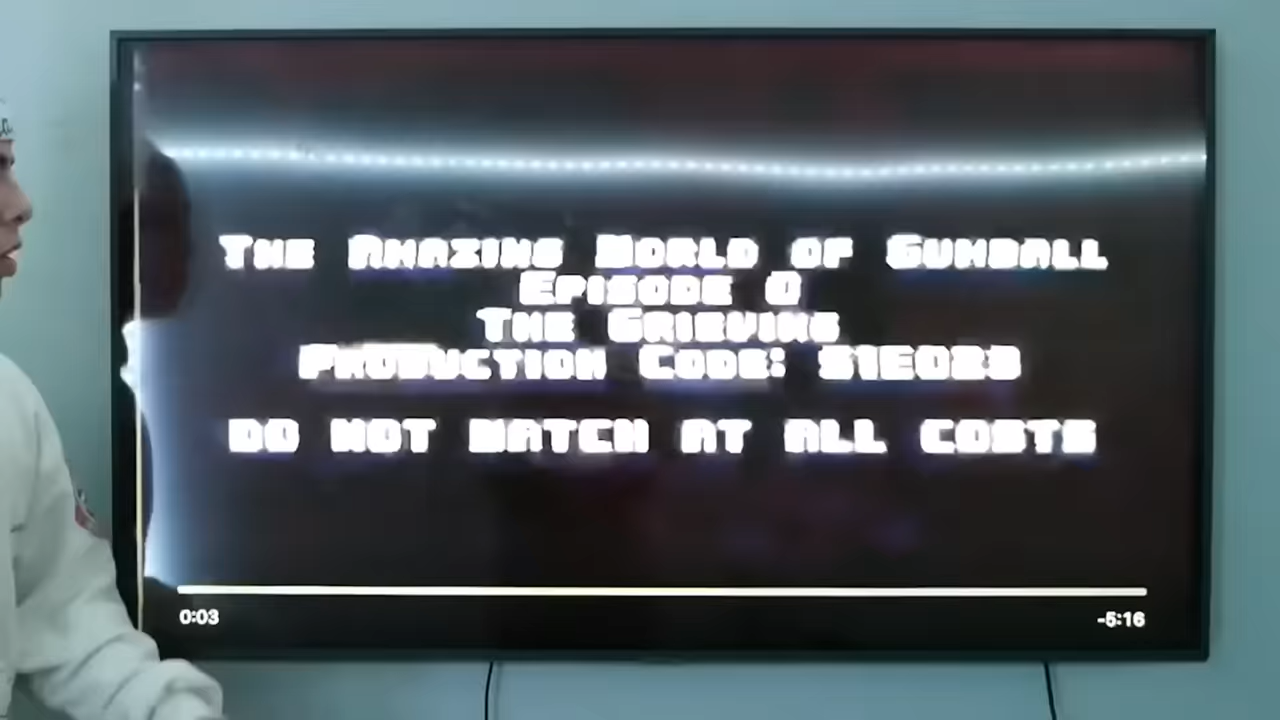 The Amazing World of Gumball
Episode 0
The Grieving
Production Code: S1E023
DO NOT WATCH AT ALL COSTS
0:03
-5:16